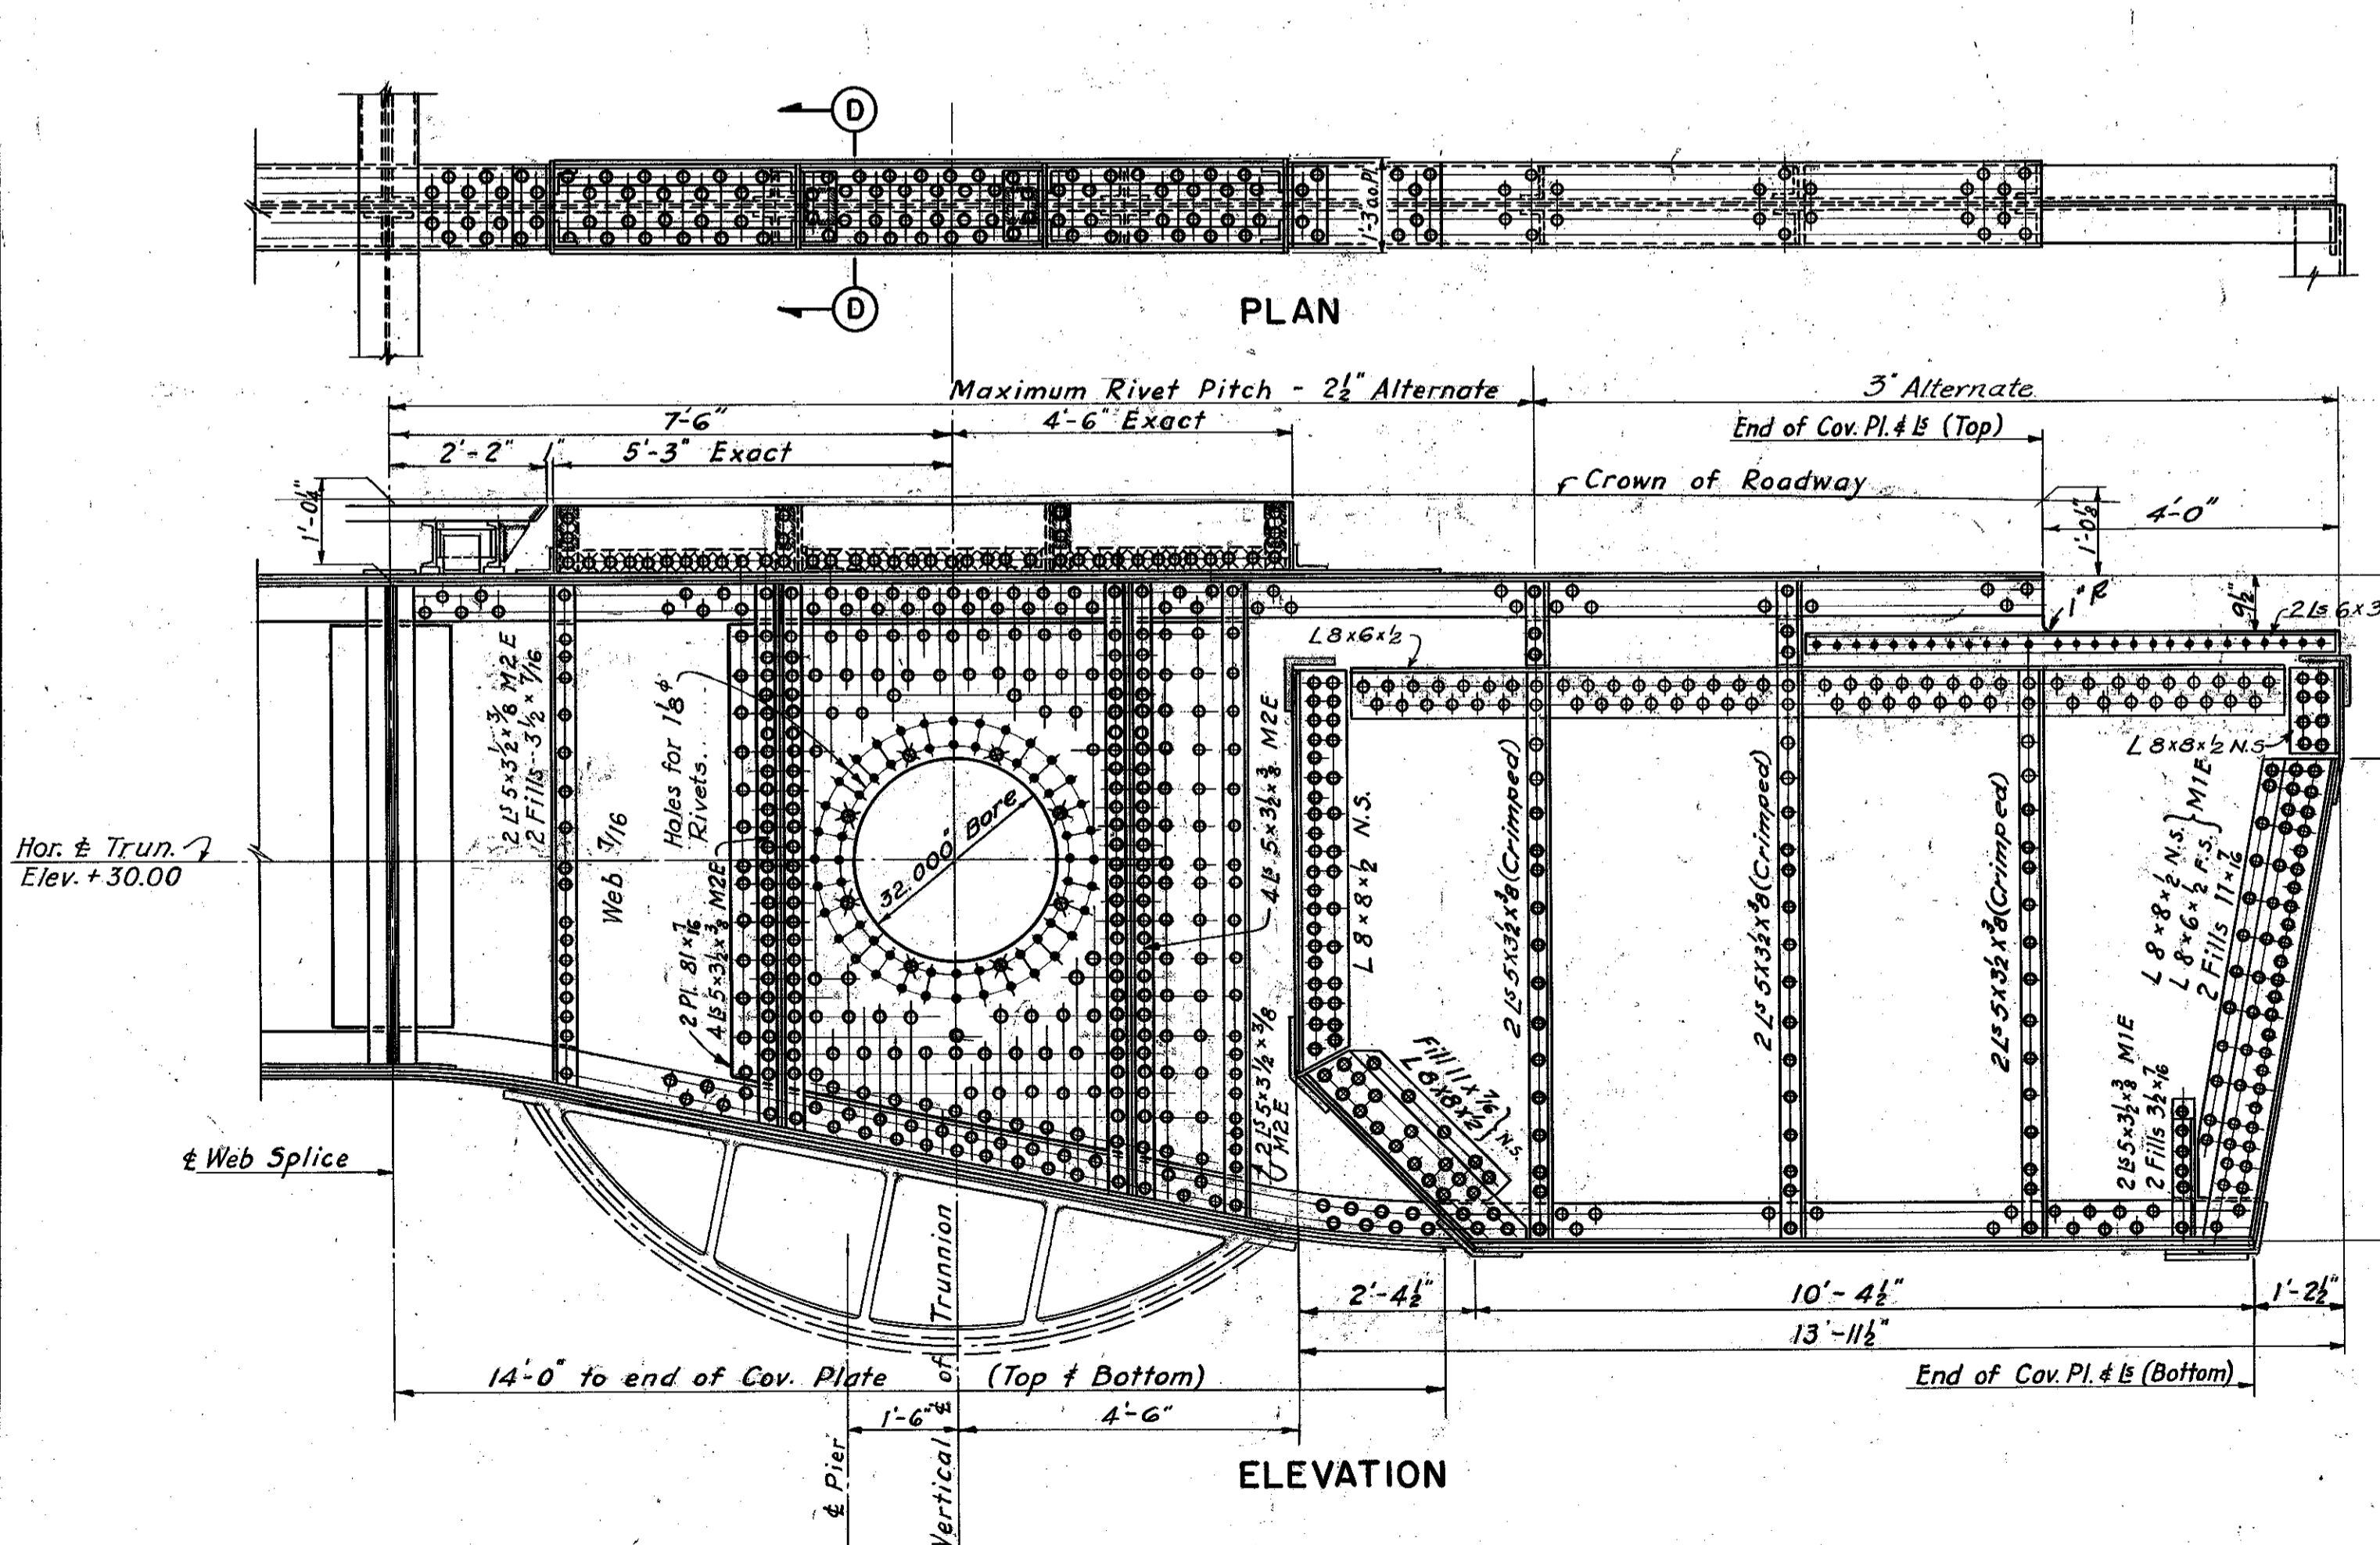 D
1'-3 cov. Pl.
D
PLAN
Maximum Rivet Pitch - 2½" Alternate
3" Alternate
7'-6"
4'-6" Exact
End of Cov. Pl. & Ls (Top)
2'-2"
1"
5'-3" Exact
Crown of Roadway
1'-0¼"
1'-0⅛"
4'-0"
9½"
1" R
2 Ls 6×3
L 8×6×½
2 Ls 5×3½×⅜ M2E
2 Fills-3½×7/16
Holes for 1⅛ φ
Rivets
Web 7/16
Hor. ℄ Trun.
Elev. +30.00
32.000" Bore
2 Pl. 81×7/16
4 Ls 5×3½×⅜ M2E
4 Ls 5×3½×⅜ M2E
L 8×8×½ N.S.
2 Ls 5×3½×⅜ (Crimped)
2 Ls 5×3½×⅜ (Crimped)
2 Ls 5×3½×⅜ (Crimped)
L 8×8×½ N.S.
L 8×8×½ N.S. } M1E
L 8×6×½ F.S.
2 Fills 11×7/16
2 Ls 5×3½×⅜ M1E
2 Fills 3½×7/16
Fill 11×7/16
L 8×8×½ } N.S.
2 Ls 5×3½×3/8
M2E
℄ Web Splice
2'-4½"
10'-4½"
1'-2½"
13'-11½"
14'-0" to end of Cov. Plate (Top & Bottom)
End of Cov. Pl. & Ls (Bottom)
1'-6"
4'-6"
℄ Pier
Vertical ℄ of Trunnion
ELEVATION